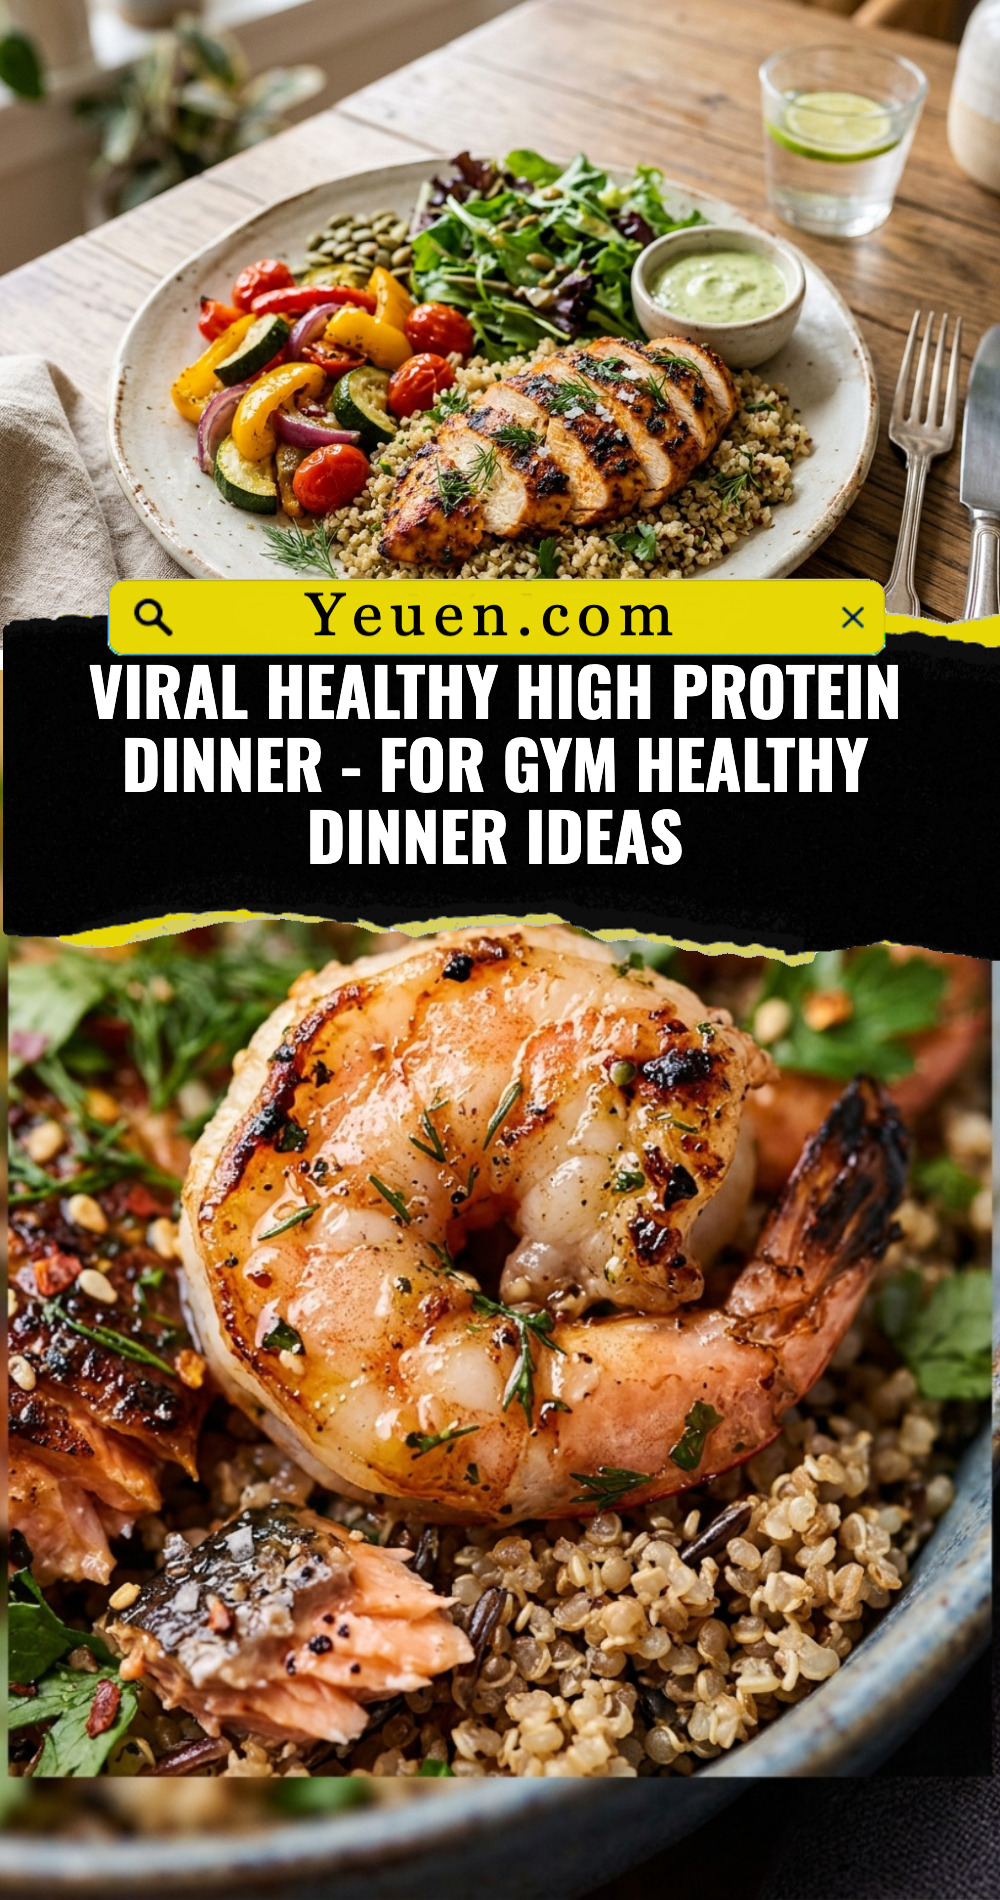 Yeuen.com
VIRAL HEALTHY HIGH PROTEIN
DINNER - FOR GYM HEALTHY
DINNER IDEAS